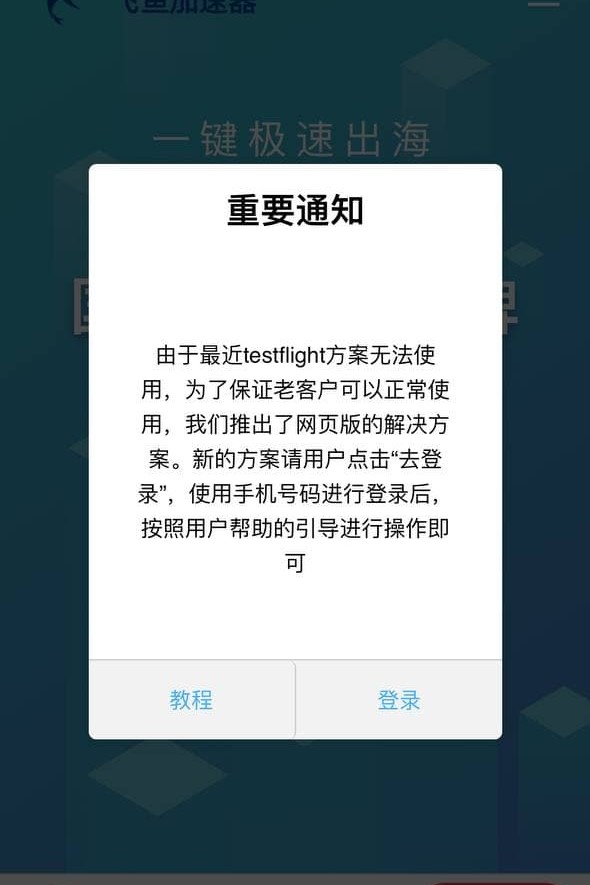 飞鱼加速器
一键极速出海
重要通知
由于最近testflight方案无法使
用，为了保证老客户可以正常使
用，我们推出了网页版的解决方
案。新的方案请用户点击“去登
录”，使用手机号码进行登录后，
按照用户帮助的引导进行操作即
可
教程
登录